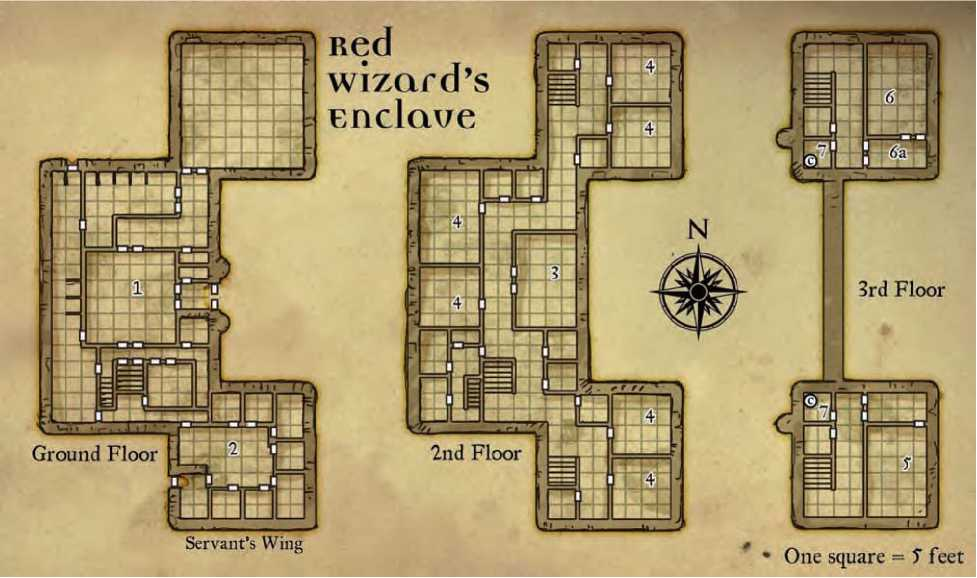 Red
Wizard's
Enclave
N
1
2
3
4
4
4
4
4
4
5
6
6a
7
C
C
7
Ground Floor
2nd Floor
3rd Floor
Servant's Wing
One square = 5 feet